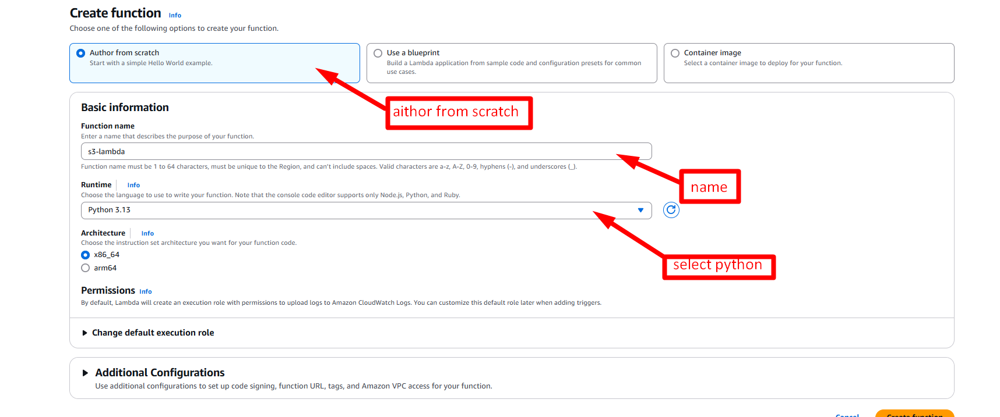 Create function Info
Choose one of the following options to create your function.
Author from scratch
Start with a simple Hello World example.
Use a blueprint
Build a Lambda application from sample code and configuration presets for common
use cases.
Container image
Select a container image to deploy for your function.
aithor from scratch
Basic information
Function name
Enter a name that describes the purpose of your function.
s3-lambda
Function name must be 1 to 64 characters, must be unique to the Region, and can't include spaces. Valid characters are a-z, A-Z, 0-9, hyphens (-), and underscores (_).
name
Runtime Info
Choose the language to use to write your function. Note that the console code editor supports only Node.js, Python, and Ruby.
Python 3.13
Architecture Info
Choose the instruction set architecture you want for your function code.
x86_64
arm64
select python
Permissions Info
By default, Lambda will create an execution role with permissions to upload logs to Amazon CloudWatch Logs. You can customize this default role later when adding triggers.
Change default execution role
Additional Configurations
Use additional configurations to set up code signing, function URL, tags, and Amazon VPC access for your function.
Cancel
Create function